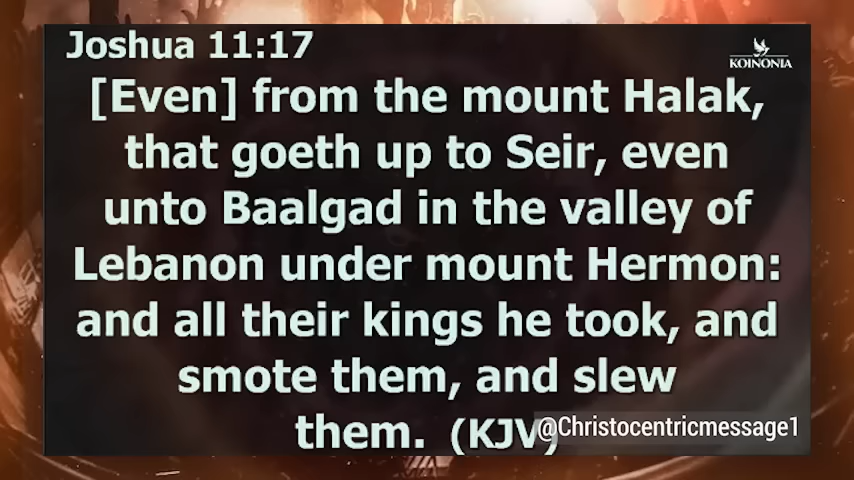 Joshua 11:17
KOINONIA
[Even] from the mount Halak,
that goeth up to Seir, even
unto Baalgad in the valley of
Lebanon under mount Hermon:
and all their kings he took, and
smote them, and slew
them. (KJV)
@Christocentricmessage1